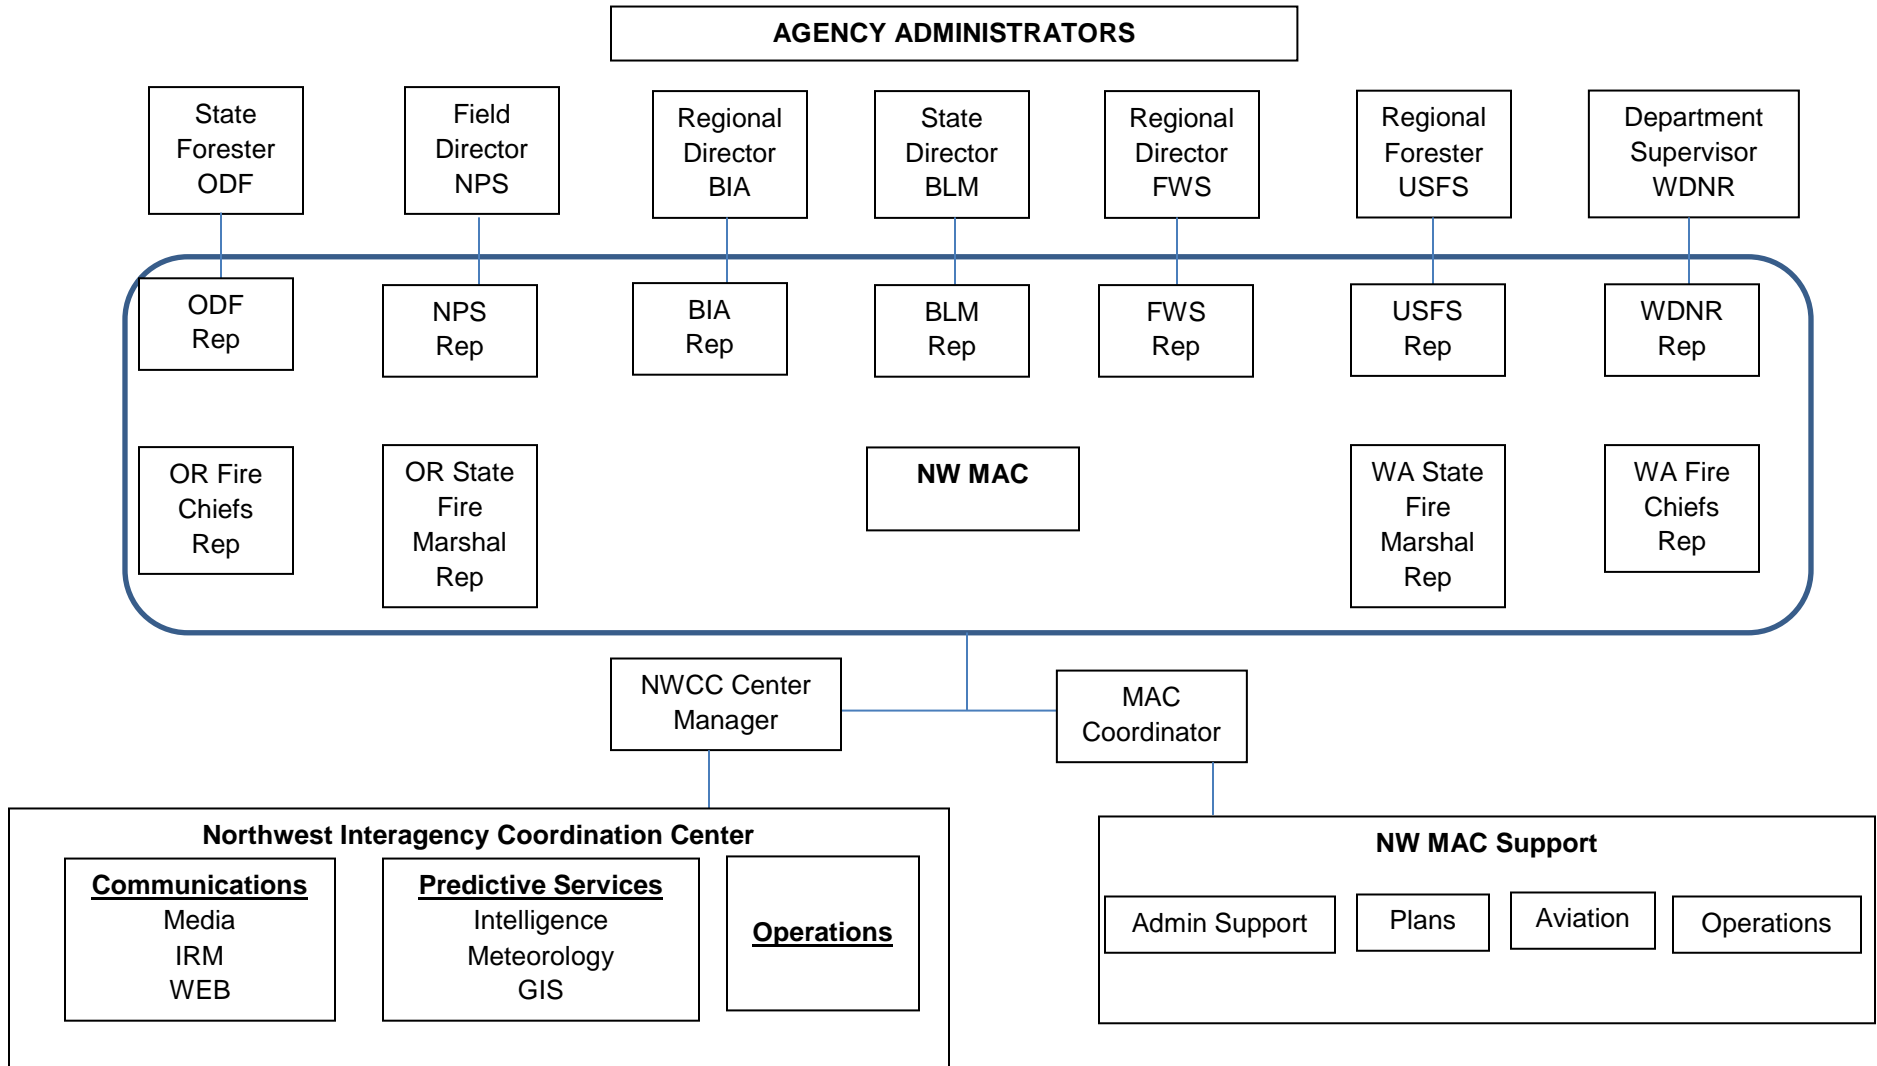 AGENCY ADMINISTRATORS
State
Forester
ODF
Field
Director
NPS
Regional
Director
BIA
State
Director
BLM
Regional
Director
FWS
Regional
Forester
USFS
Department
Supervisor
WDNR
ODF
Rep
NPS
Rep
BIA
Rep
BLM
Rep
FWS
Rep
USFS
Rep
WDNR
Rep
OR Fire
Chiefs
Rep
OR State
Fire
Marshal
Rep
NW MAC
WA State
Fire
Marshal
Rep
WA Fire
Chiefs
Rep
NWCC Center
Manager
MAC
Coordinator
Northwest Interagency Coordination Center
Communications
Media
IRM
WEB
Predictive Services
Intelligence
Meteorology
GIS
Operations
NW MAC Support
Admin Support
Plans
Aviation
Operations